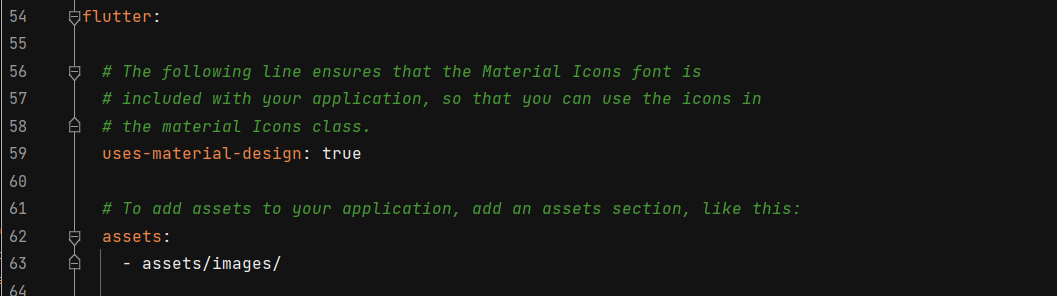 54 flutter:
55
56   # The following line ensures that the Material Icons font is
57   # included with your application, so that you can use the icons in
58   # the material Icons class.
59   uses-material-design: true
60
61   # To add assets to your application, add an assets section, like this:
62   assets:
63     - assets/images/
64